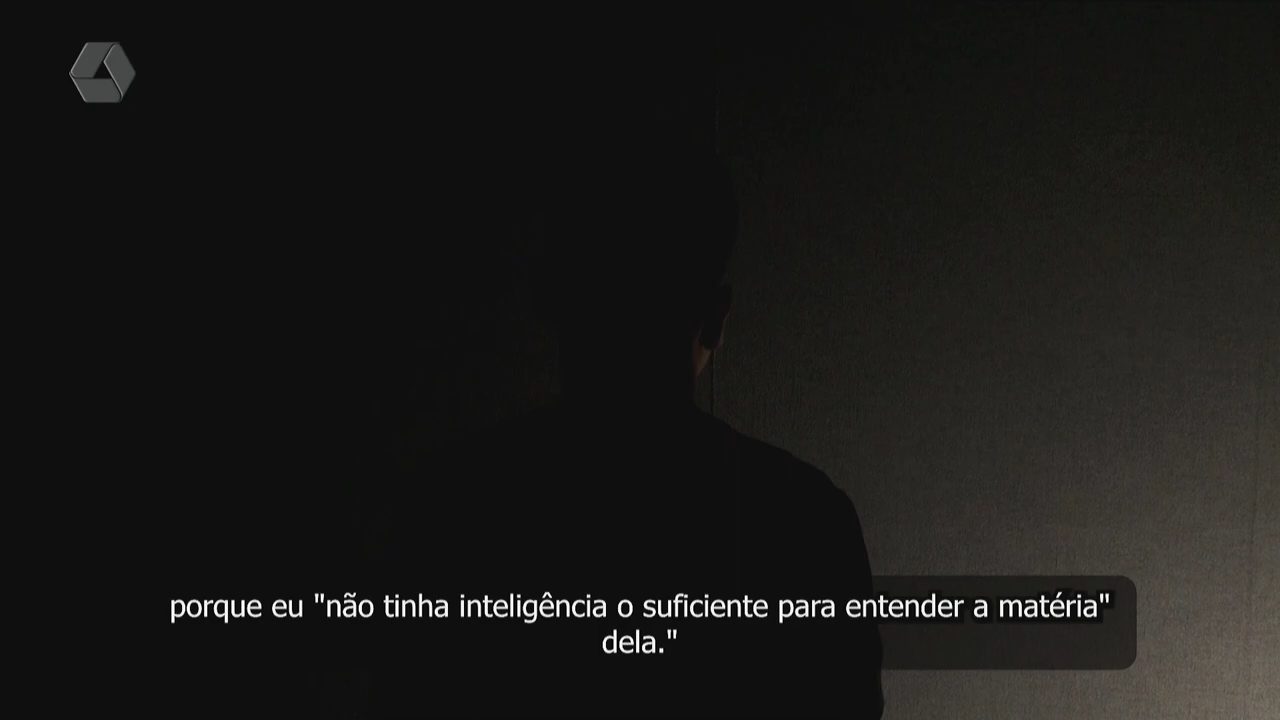 porque eu "não tinha inteligência o suficiente para entender a matéria"
dela."